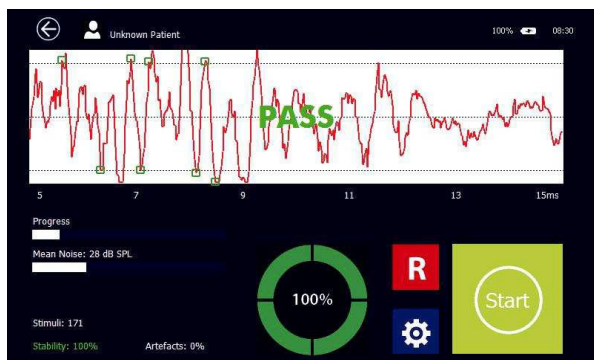 Unknown Patient
100%
08:30
PASS
5 7 9 11 13 15ms
Progress
Mean Noise: 28 dB SPL
100%
R
Start
Stimuli: 171
Stability: 100% Artefacts: 0%